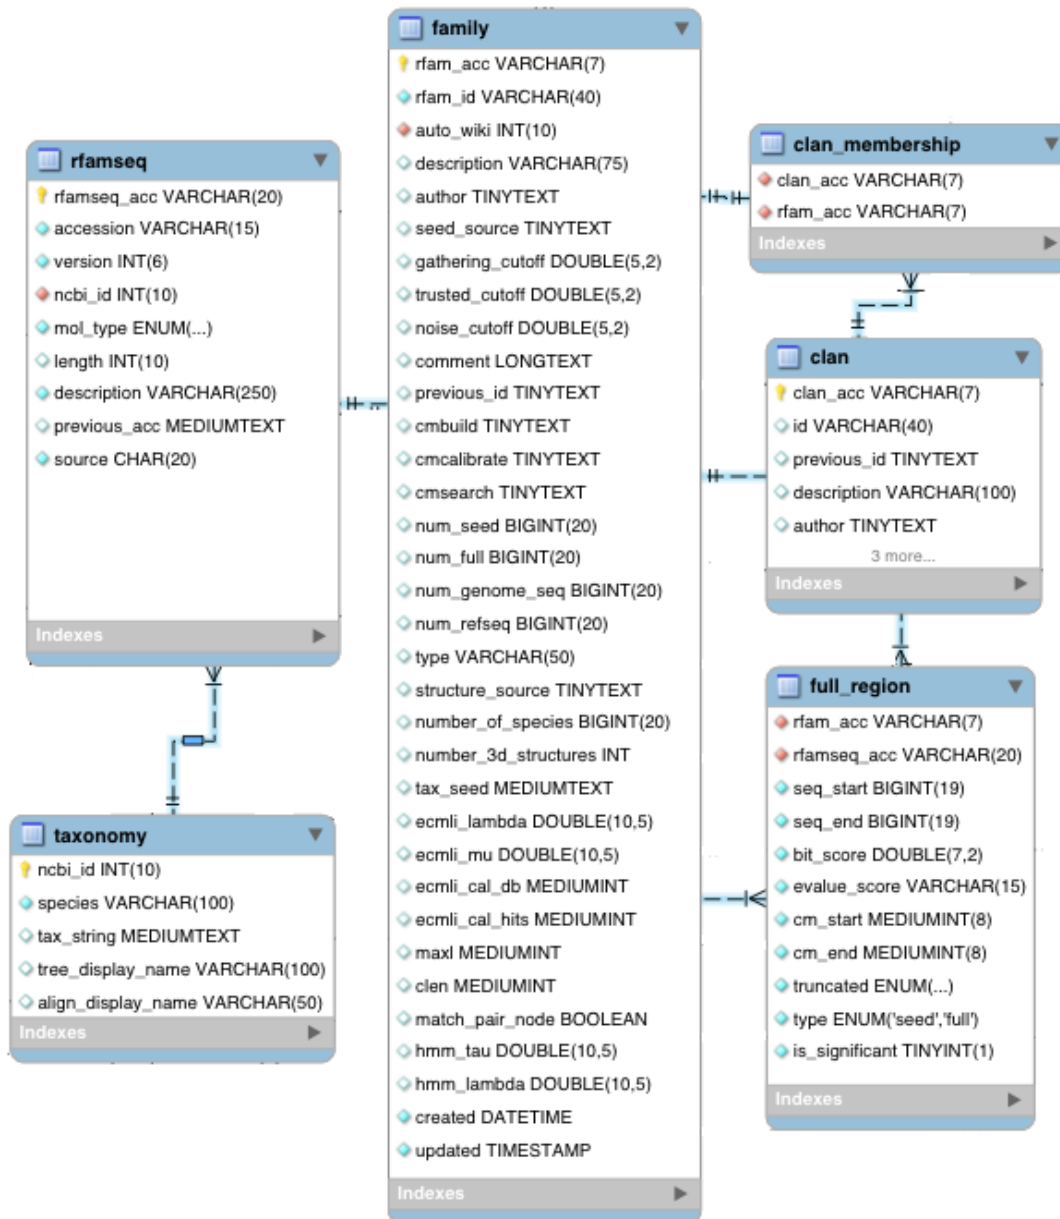 family
rfam_acc VARCHAR(7)
rfam_id VARCHAR(40)
auto_wiki INT(10)
description VARCHAR(75)
author TINYTEXT
seed_source TINYTEXT
gathering_cutoff DOUBLE(5,2)
trusted_cutoff DOUBLE(5,2)
noise_cutoff DOUBLE(5,2)
comment LONGTEXT
previous_id TINYTEXT
cmbuild TINYTEXT
cmcalibrate TINYTEXT
cmsearch TINYTEXT
num_seed BIGINT(20)
num_full BIGINT(20)
num_genome_seq BIGINT(20)
num_refseq BIGINT(20)
type VARCHAR(50)
structure_source TINYTEXT
number_of_species BIGINT(20)
number_3d_structures INT
tax_seed MEDIUMTEXT
ecmli_lambda DOUBLE(10,5)
ecmli_mu DOUBLE(10,5)
ecmli_cal_db MEDIUMINT
ecmli_cal_hits MEDIUMINT
maxl MEDIUMINT
clen MEDIUMINT
match_pair_node BOOLEAN
hmm_tau DOUBLE(10,5)
hmm_lambda DOUBLE(10,5)
created DATETIME
updated TIMESTAMP
Indexes
rfamseq
rfamseq_acc VARCHAR(20)
accession VARCHAR(15)
version INT(6)
ncbi_id INT(10)
mol_type ENUM(...)
length INT(10)
description VARCHAR(250)
previous_acc MEDIUMTEXT
source CHAR(20)
Indexes
taxonomy
ncbi_id INT(10)
species VARCHAR(100)
tax_string MEDIUMTEXT
tree_display_name VARCHAR(100)
align_display_name VARCHAR(50)
Indexes
clan_membership
clan_acc VARCHAR(7)
rfam_acc VARCHAR(7)
Indexes
clan
clan_acc VARCHAR(7)
id VARCHAR(40)
previous_id TINYTEXT
description VARCHAR(100)
author TINYTEXT
3 more...
Indexes
full_region
rfam_acc VARCHAR(7)
rfamseq_acc VARCHAR(20)
seq_start BIGINT(19)
seq_end BIGINT(19)
bit_score DOUBLE(7,2)
evalue_score VARCHAR(15)
cm_start MEDIUMINT(8)
cm_end MEDIUMINT(8)
truncated ENUM(...)
type ENUM('seed','full')
is_significant TINYINT(1)
Indexes